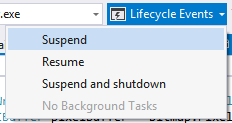 .exe
Lifecycle Events
Suspend
Resume
Suspend and shutdown
No Background Tasks